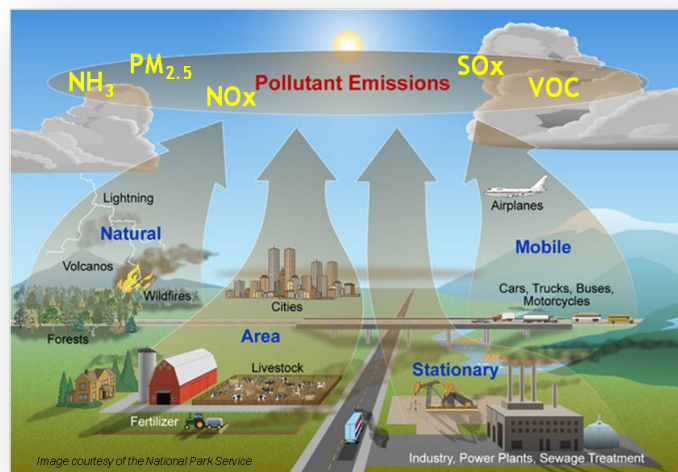 NH3
PM2.5
NOx
Pollutant Emissions
SOx
VOC
Lightning
Natural
Volcanos
Wildfires
Forests
Airplanes
Mobile
Cars, Trucks, Buses,
Motorcycles
Cities
Area
Livestock
Fertilizer
Stationary
Industry, Power Plants, Sewage Treatment
Image courtesy of the National Park Service